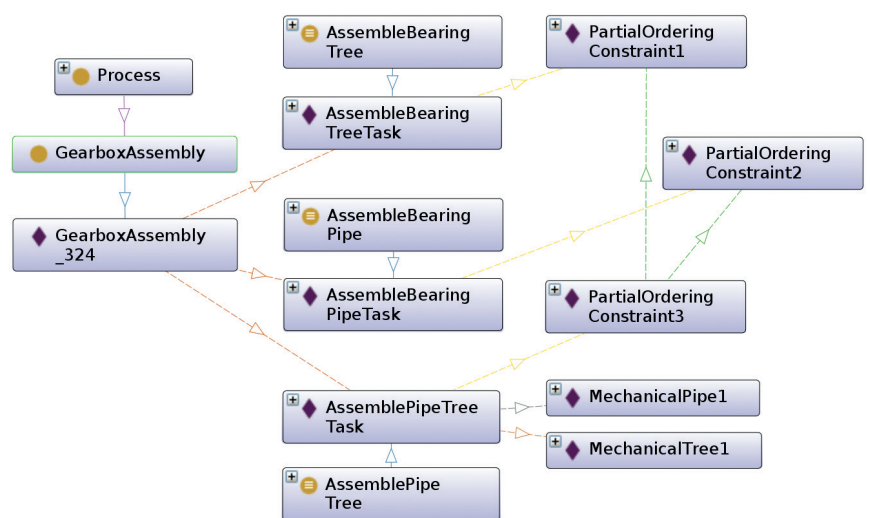 AssembleBearing
Tree
PartialOrdering
Constraint1
Process
AssembleBearing
TreeTask
GearboxAssembly
PartialOrdering
Constraint2
AssembleBearing
Pipe
GearboxAssembly
_324
AssembleBearing
PipeTask
PartialOrdering
Constraint3
AssemblePipeTree
Task
MechanicalPipe1
MechanicalTree1
AssemblePipe
Tree